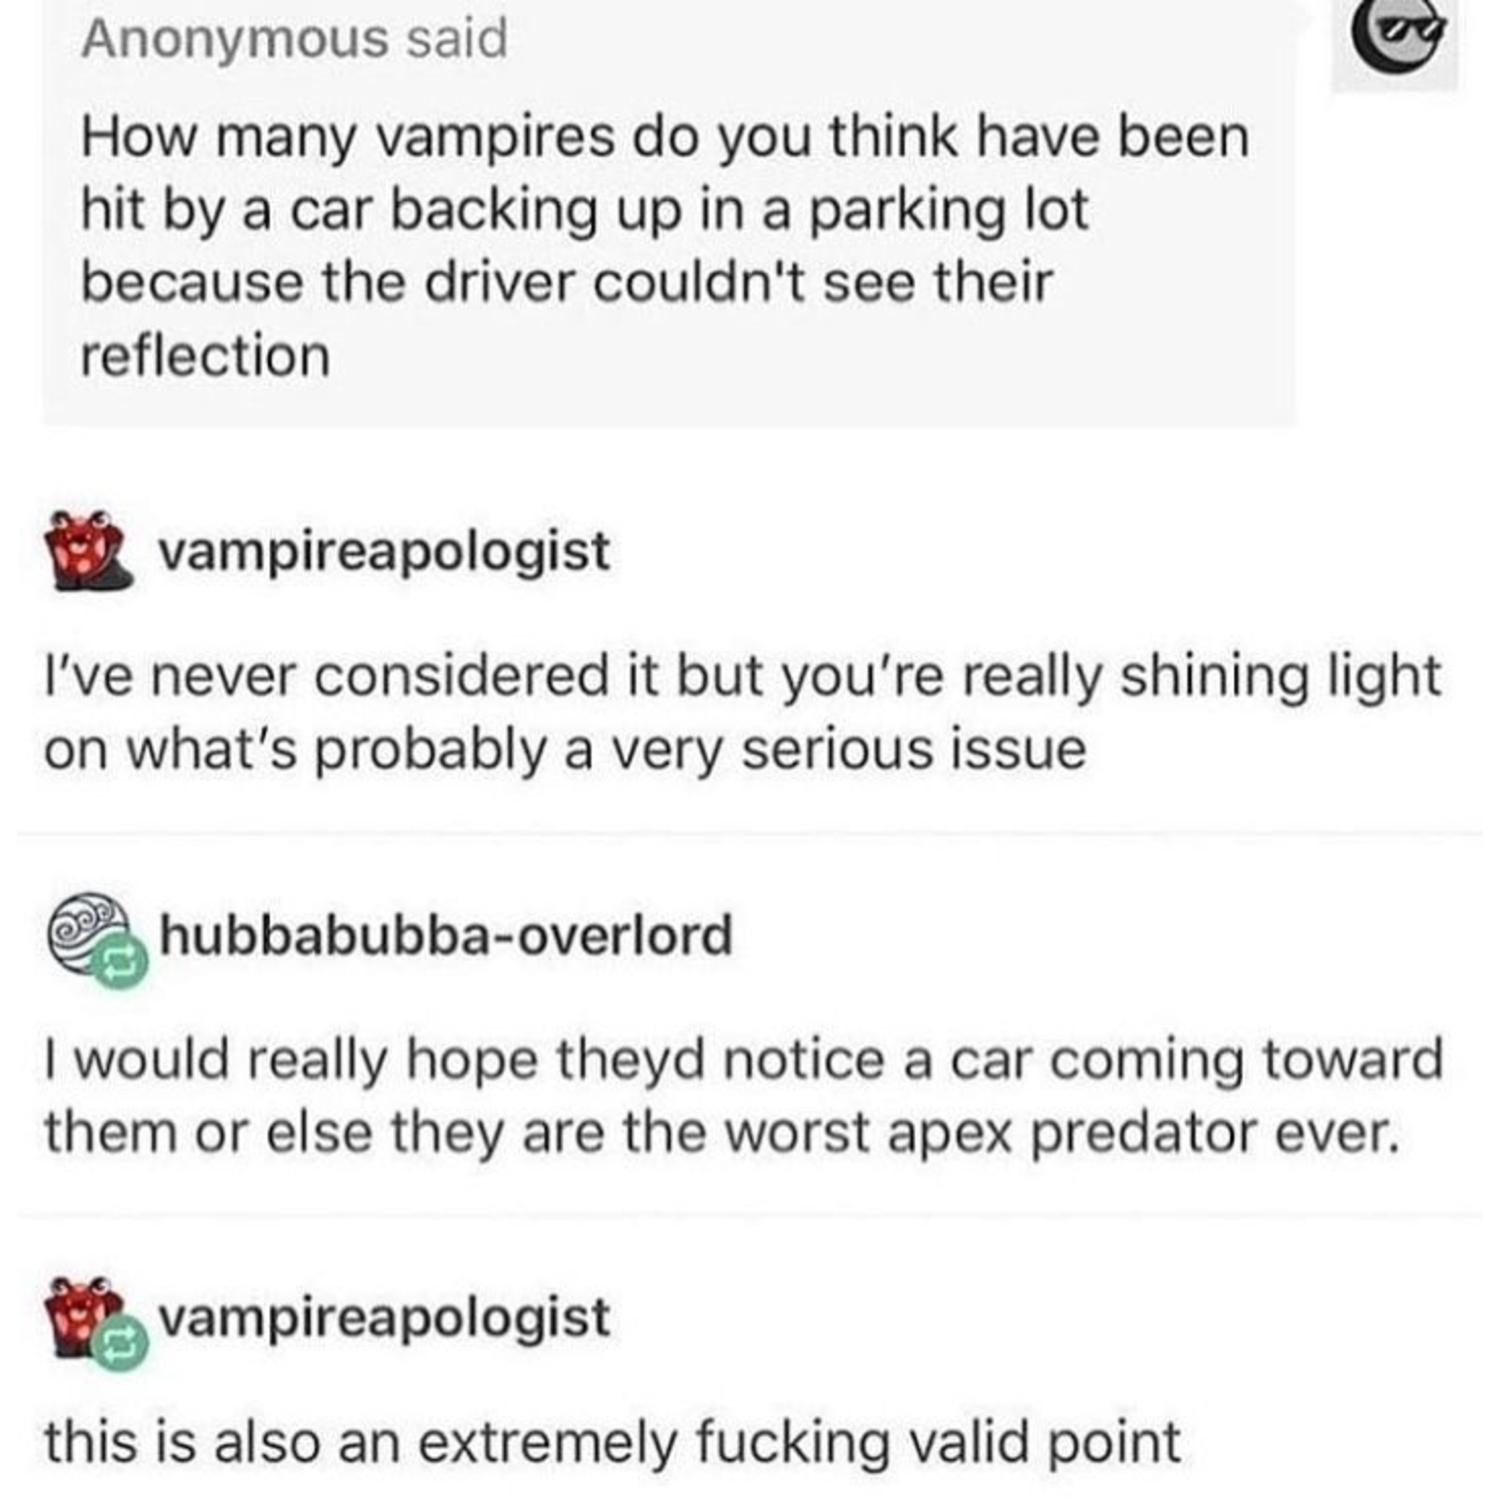 Anonymous said
How many vampires do you think have been
hit by a car backing up in a parking lot
because the driver couldn't see their
reflection
vampireapologist
I've never considered it but you're really shining light
on what's probably a very serious issue
hubbabubba-overlord
I would really hope theyd notice a car coming toward
them or else they are the worst apex predator ever.
vampireapologist
this is also an extremely fucking valid point